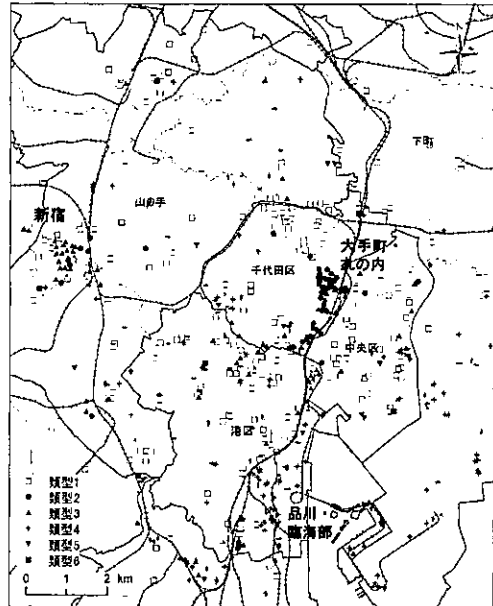 下町
山の手
新宿
大手町
丸の内
千代田区
中央区
港区
品川・
臨海部
類型1
類型2
類型3
類型4
類型5
類型6
0 1 2 km